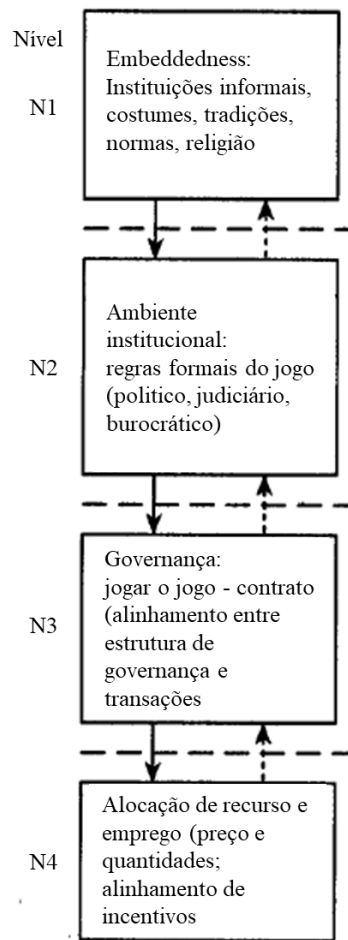 Nível
Embeddedness:
Instituições informais,
N1
costumes, tradições,
normas, religião
Ambiente
institucional:
regras formais do jogo
N2
(politico, judiciário,
burocrático)
Governança:
jogar o jogo - contrato
N3
(alinhamento entre
estrutura de
governança e
transações
Alocação de recurso e
emprego (preço e
N4
quantidades;
alinhamento de
incentivos